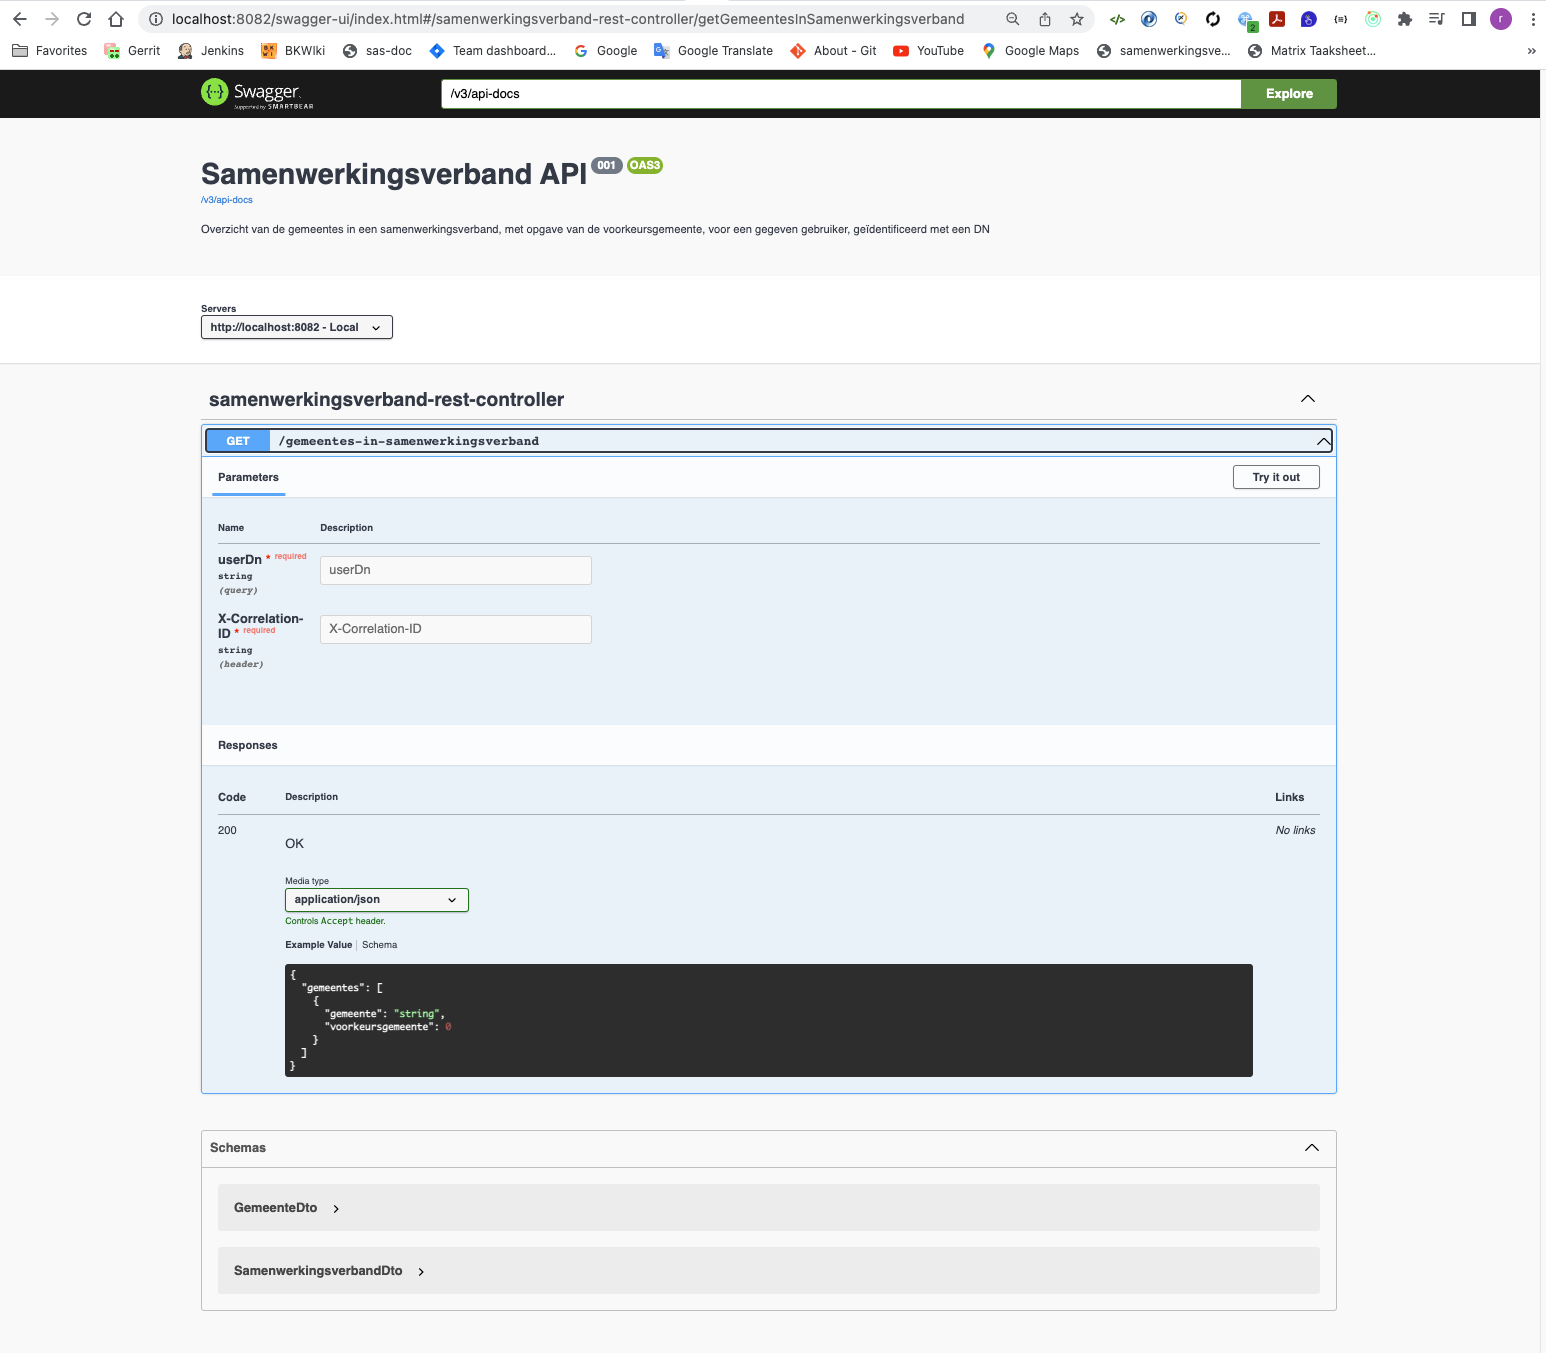 localhost:8082/swagger-ui/index.html#/samenwerkingsverband-rest-controller/getGemeentesInSamenwerkingsverband
2
r
Favorites Gerrit Jenkins BKWIki sas-doc Team dashboard... Google Google Translate About - Git YouTube Google Maps samenwerkingsve... Matrix Taaksheet... »
Swagger.
Supported by SMARTBEAR
/v3/api-docs
Explore
Samenwerkingsverband API 001 OAS3
/v3/api-docs
Overzicht van de gemeentes in een samenwerkingsverband, met opgave van de voorkeursgemeente, voor een gegeven gebruiker, geïdentificeerd met een DN
Servers
http://localhost:8082 - Local
samenwerkingsverband-rest-controller
GET /gemeentes-in-samenwerkingsverband
Parameters Try it out
Name Description
userDn * required
string
(query)
userDn
X-Correlation-
ID * required
string
(header)
X-Correlation-ID
Responses
Code Description Links
200 No links
OK
Media type
application/json
Controls Accept header.
Example Value Schema
{
"gemeentes": [
{
"gemeente": "string",
"voorkeursgemeente": 0
}
]
}
Schemas
GemeenteDto
SamenwerkingsverbandDto